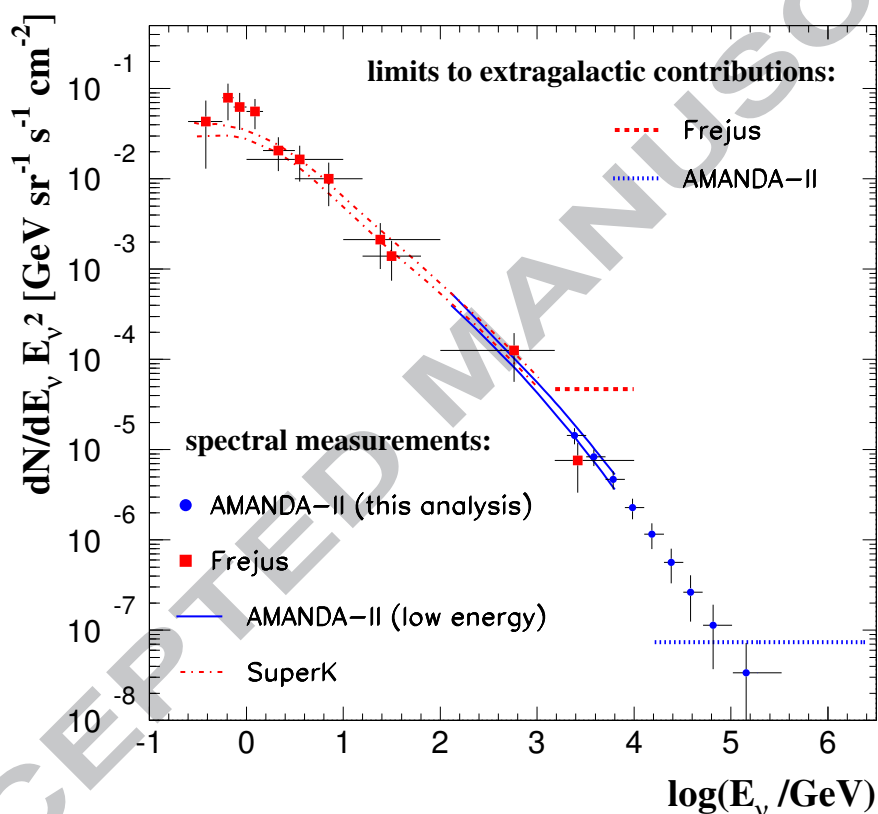 limits to extragalactic contributions:
Frejus
AMANDA-II
dN/dE_ν E_ν^2 [GeV sr^-1 s^-1 cm^-2]
10^-1
10^-2
10^-3
10^-4
10^-5
10^-6
10^-7
10^-8
spectral measurements:
AMANDA-II (this analysis)
Frejus
AMANDA-II (low energy)
SuperK
-1 0 1 2 3 4 5 6
log(E_ν /GeV)
CEPTED MANUSC